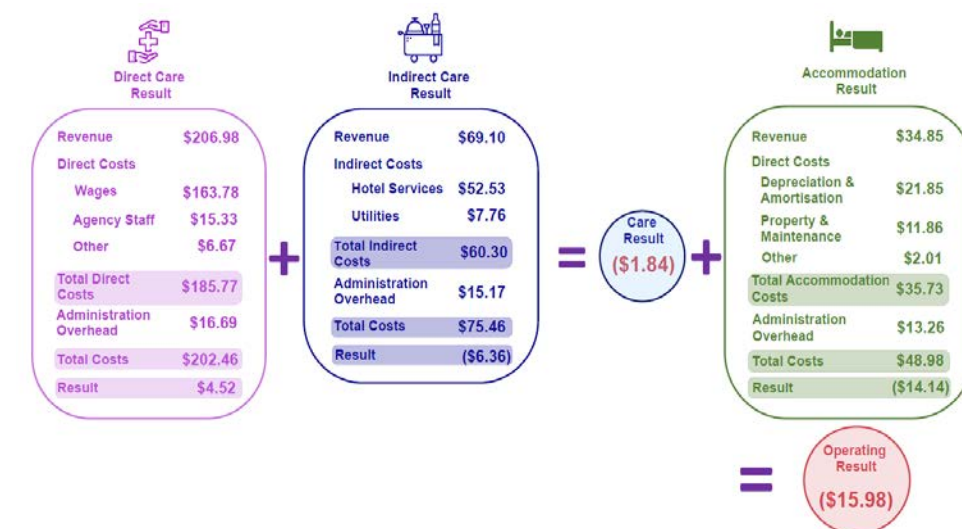 Direct Care
Result
Revenue $206.98
Direct Costs
Wages $163.78
Agency Staff $15.33
Other $6.67
Total Direct
Costs $185.77
Administration
Overhead $16.69
Total Costs $202.46
Result $4.52
+
Indirect Care
Result
Revenue $69.10
Indirect Costs
Hotel Services $52.53
Utilities $7.76
Total Indirect
Costs $60.30
Administration
Overhead $15.17
Total Costs $75.46
Result ($6.36)
=
Care
Result
($1.84)
+
Accommodation
Result
Revenue $34.85
Direct Costs
Depreciation &
Amortisation $21.85
Property &
Maintenance $11.86
Other $2.01
Total Accommodation
Costs $35.73
Administration
Overhead $13.26
Total Costs $48.98
Result ($14.14)
=
Operating
Result
($15.98)